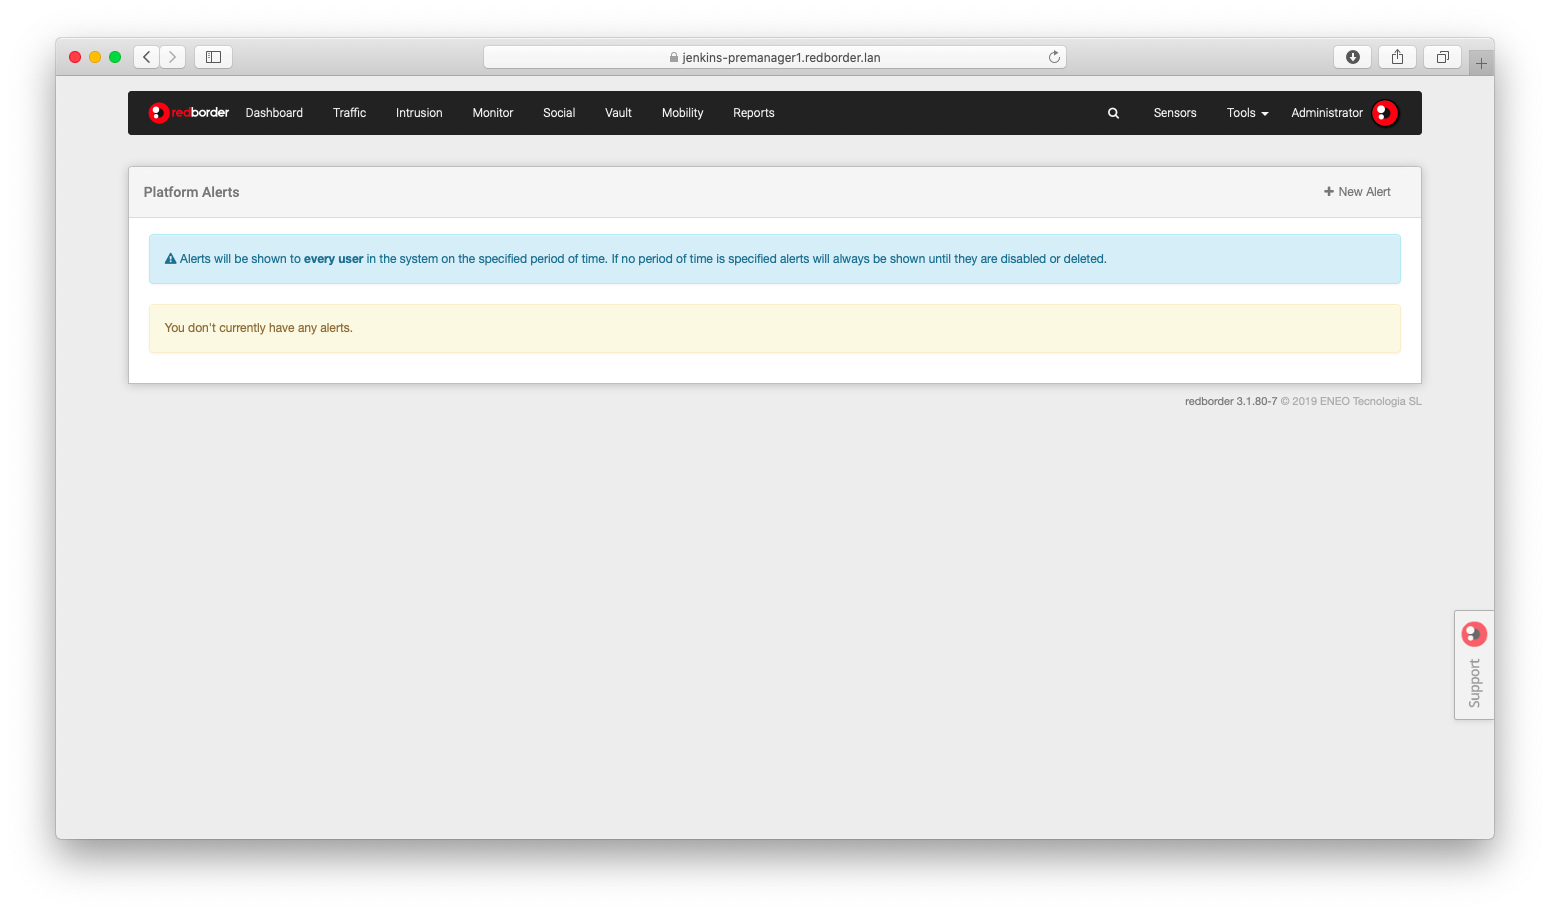 jenkins-premanager1.redborder.lan
redborder Dashboard Traffic Intrusion Monitor Social Vault Mobility Reports Sensors Tools Administrator
Platform Alerts
New Alert
Alerts will be shown to every user in the system on the specified period of time. If no period of time is specified alerts will always be shown until they are disabled or deleted.
You don't currently have any alerts.
redborder 3.1.80-7 © 2019 ENEO Tecnologia SL
Support